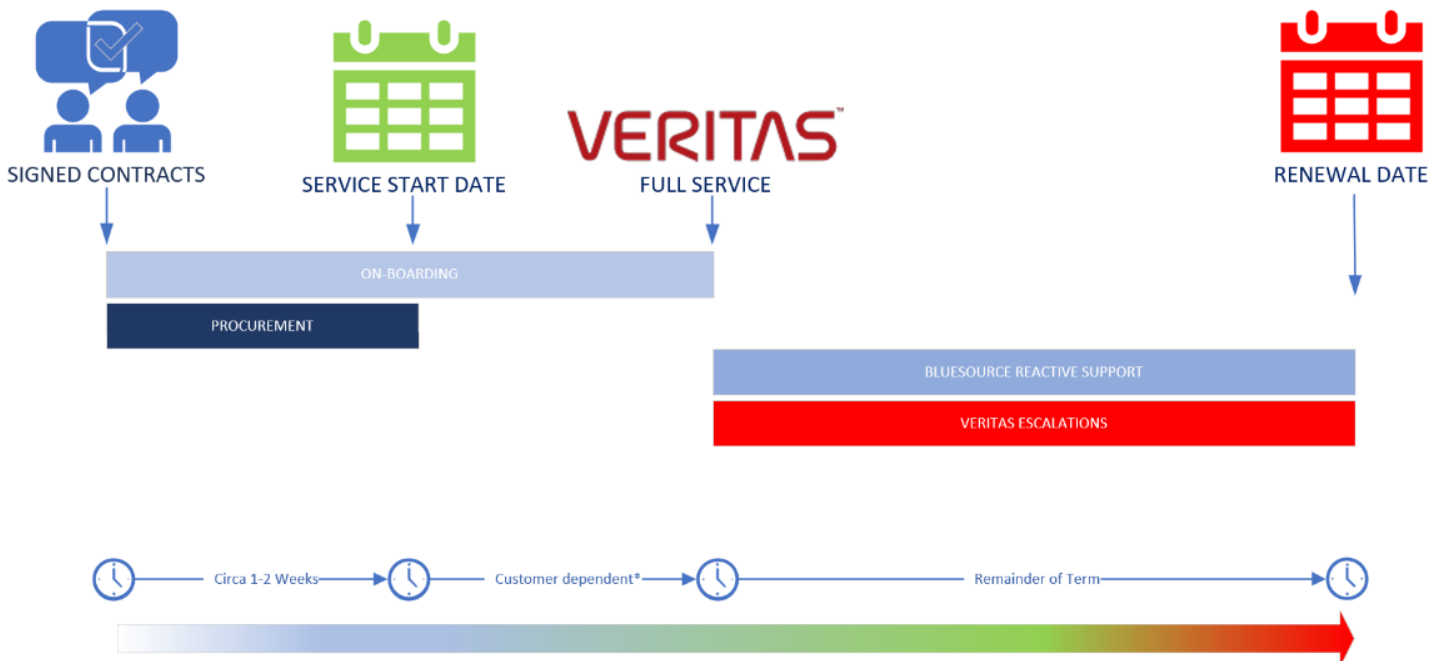 SIGNED CONTRACTS
SERVICE START DATE
VERITAS™
FULL SERVICE
RENEWAL DATE
ON-BOARDING
PROCUREMENT
BLUESOURCE REACTIVE SUPPORT
VERITAS ESCALATIONS
Circa 1-2 Weeks
Customer dependent*
Remainder of Term